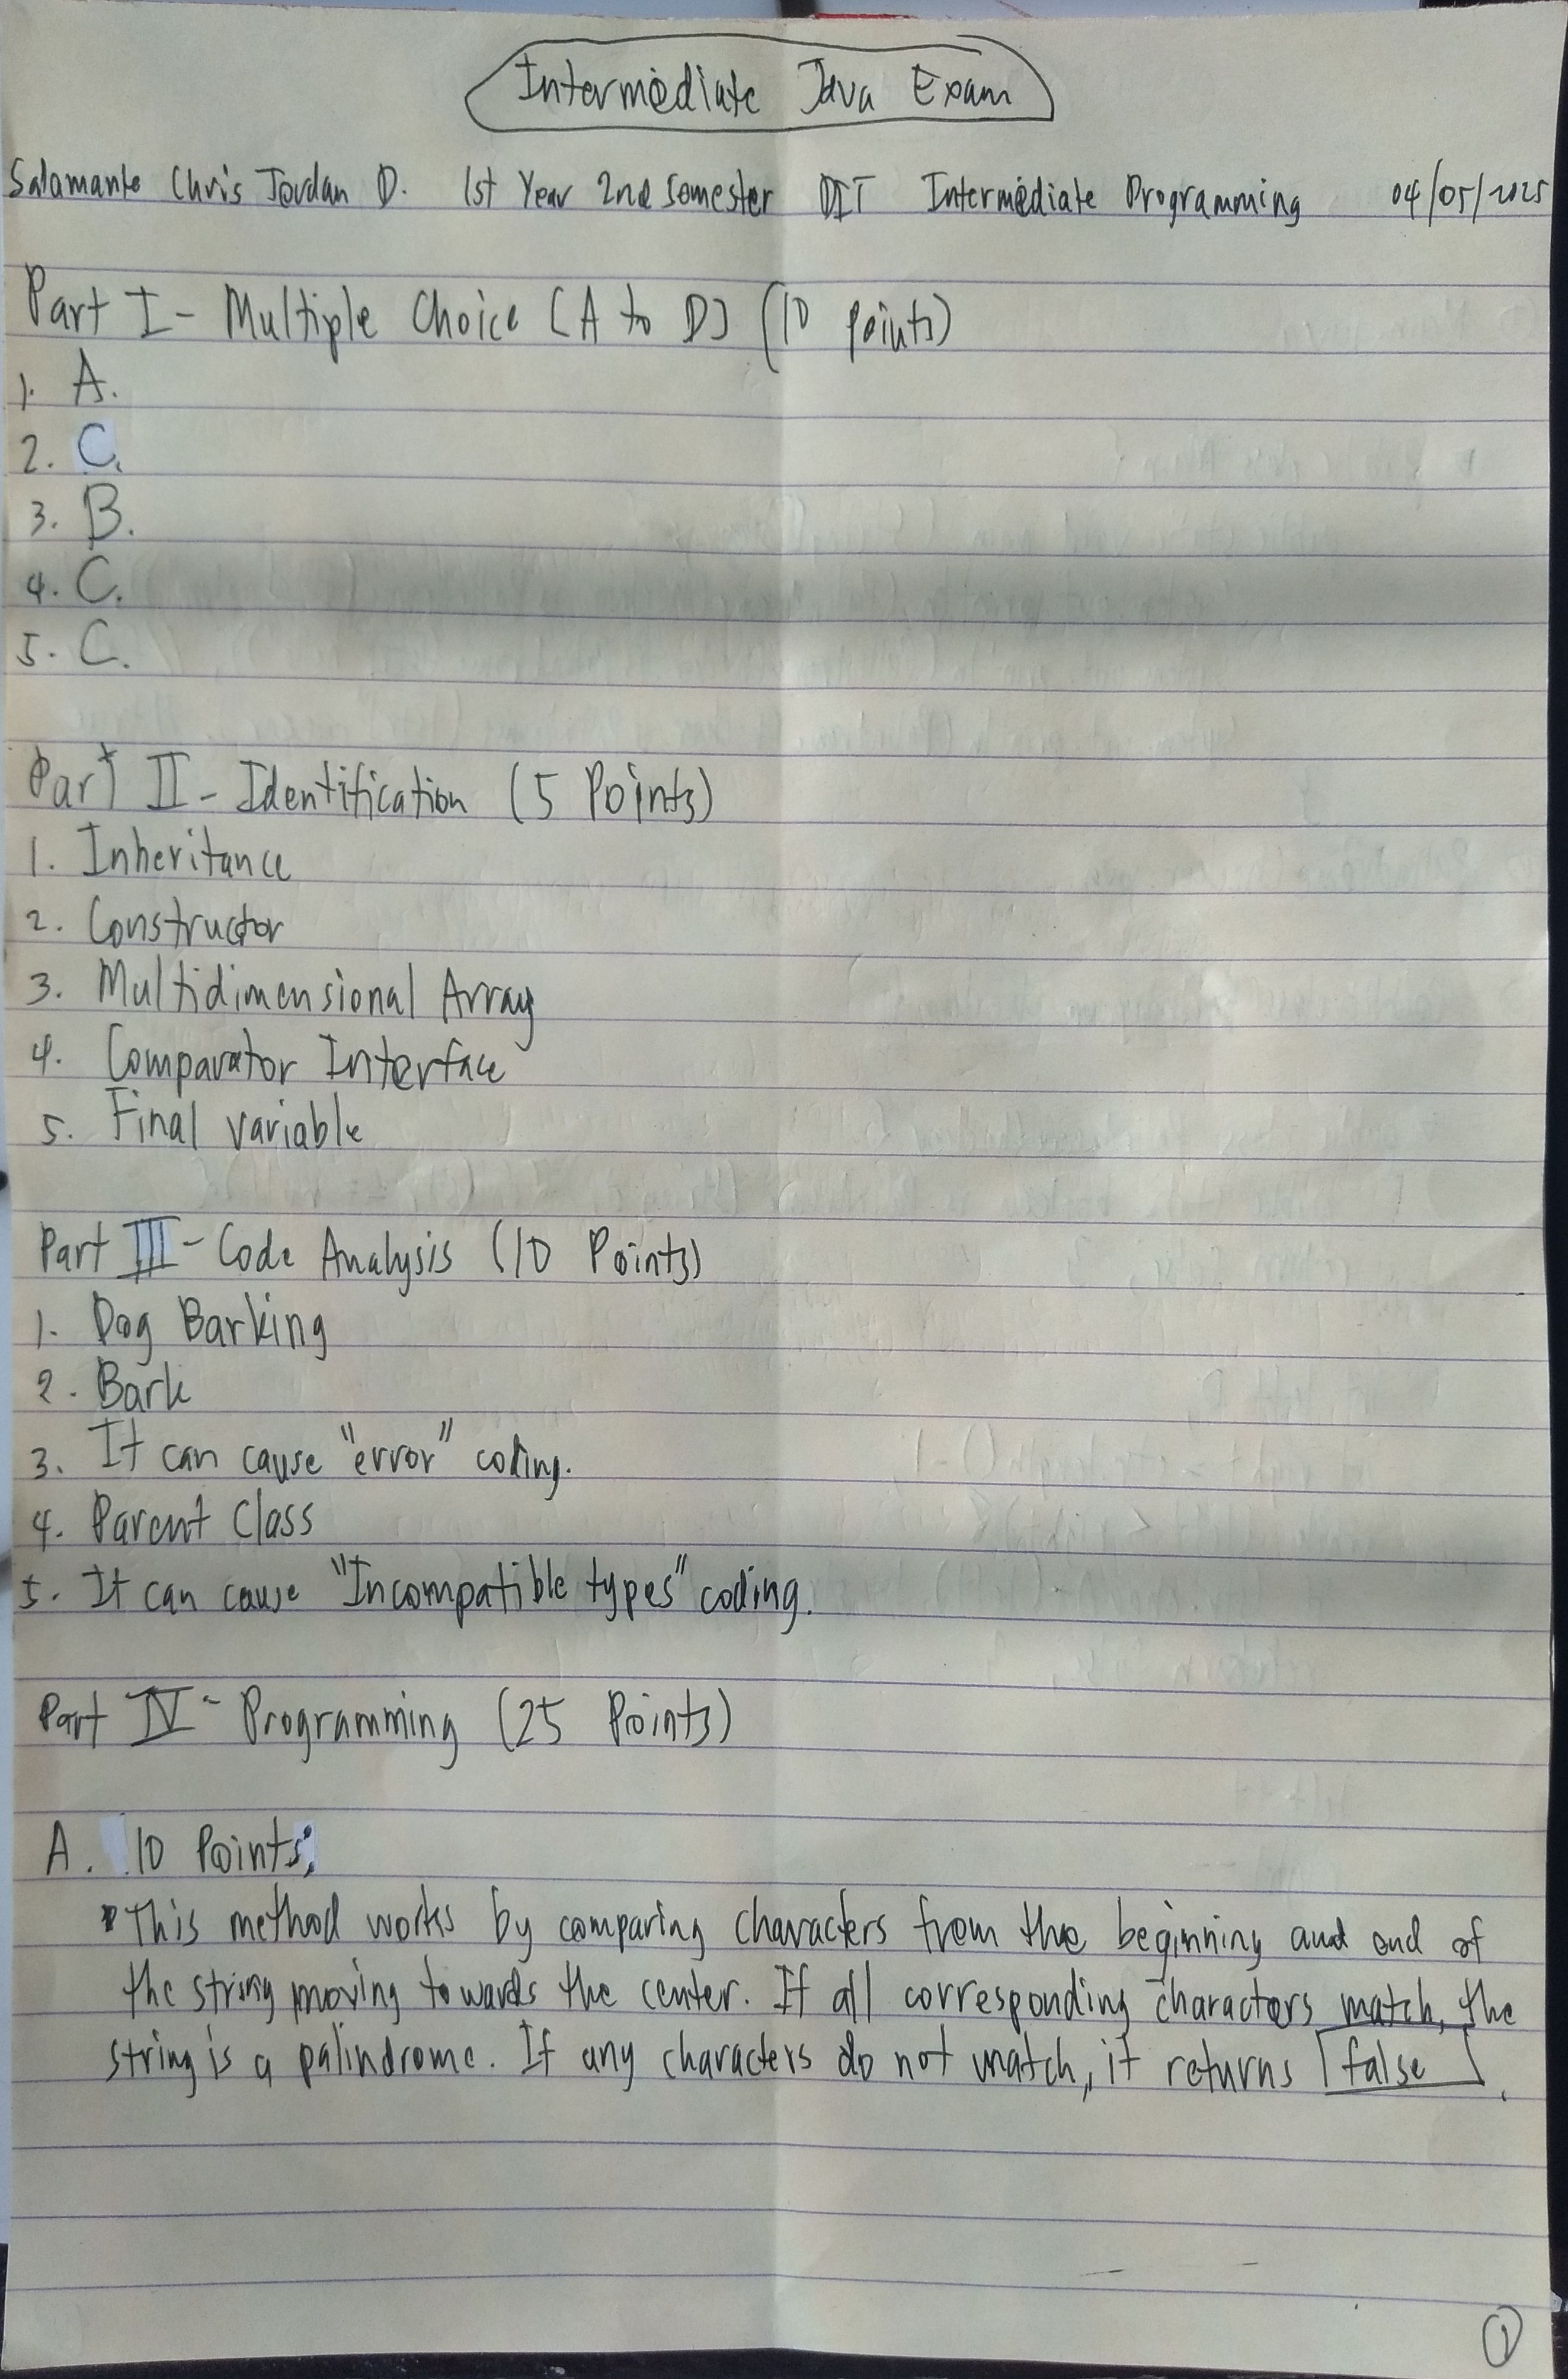 Intermediate Java Exam
Salamante Chris Jordan D. 1st Year 2nd Semester DIT Intermediate Programming 04/05/2025
Part I - Multiple Choice [A to D] (10 points)
1. A.
2. C.
3. B.
4. C.
5. C.
Part II - Identification (5 Points)
1. Inheritance
2. Constructor
3. Multidimensional Array
4. Comparator Interface
5. Final variable
Part III - Code Analysis (10 Points)
1. Dog Barking
2. Bark
3. It can cause "error" coding.
4. Parent Class
5. It can cause "Incompatible types" coding.
Part IV - Programming (25 Points)
A. 10 Points:
• This method works by comparing characters from the beginning and end of
the string moving towards the center. If all corresponding characters match, the
string is a palindrome. If any characters do not match, it returns false.
1